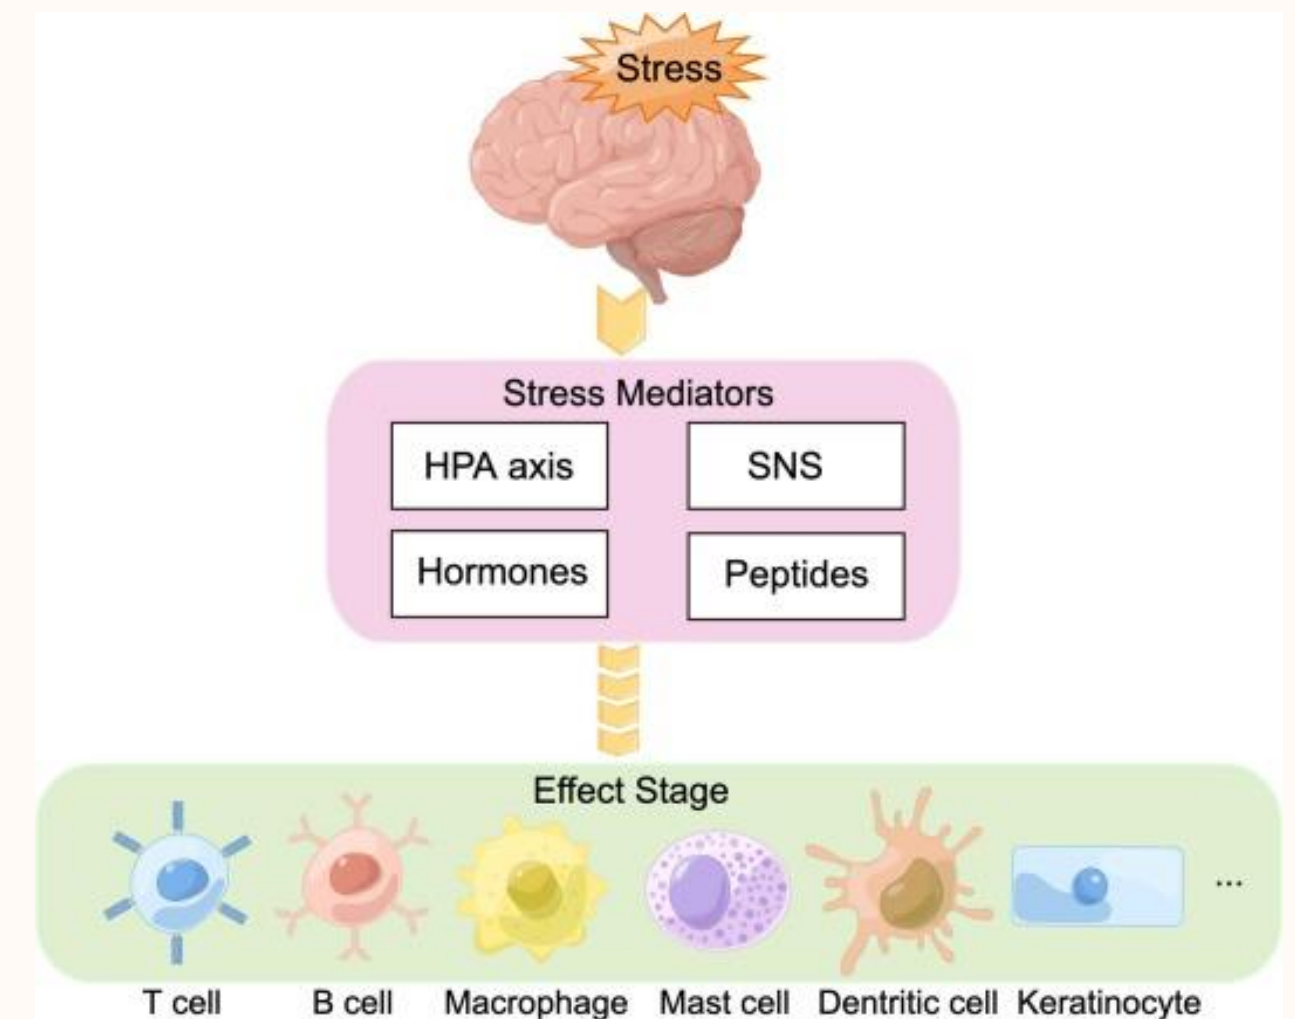 Stress
Stress Mediators
HPA axis
SNS
Hormones
Peptides
Effect Stage
...
T cell
B cell
Macrophage
Mast cell
Dentritic cell
Keratinocyte